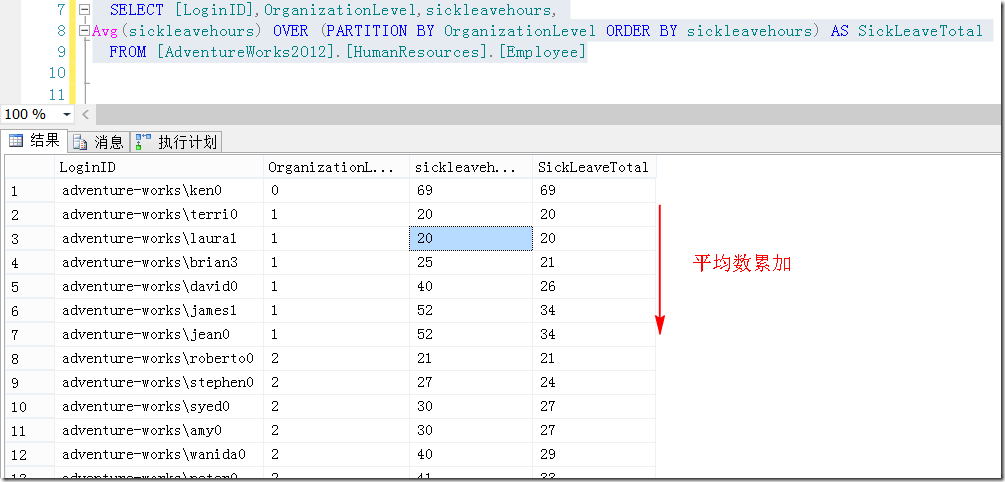 7 SELECT [LoginID],OrganizationLevel,sickleavehours,
8 Avg(sickleavehours) OVER (PARTITION BY OrganizationLevel ORDER BY sickleavehours) AS SickLeaveTotal
9 FROM [AdventureWorks2012].[HumanResources].[Employee]
10
11
100 %
结果 消息 执行计划
LoginID OrganizationL... sickleaveh... SickLeaveTotal
1 adventure-works\ken0 0 69 69
2 adventure-works\terri0 1 20 20
3 adventure-works\laura1 1 20 20
4 adventure-works\brian3 1 25 21
5 adventure-works\david0 1 40 26
6 adventure-works\james1 1 52 34
7 adventure-works\jean0 1 52 34
8 adventure-works\roberto0 2 21 21
9 adventure-works\stephen0 2 27 24
10 adventure-works\syed0 2 30 27
11 adventure-works\amy0 2 30 27
12 adventure-works\wanida0 2 40 29
平均数累加